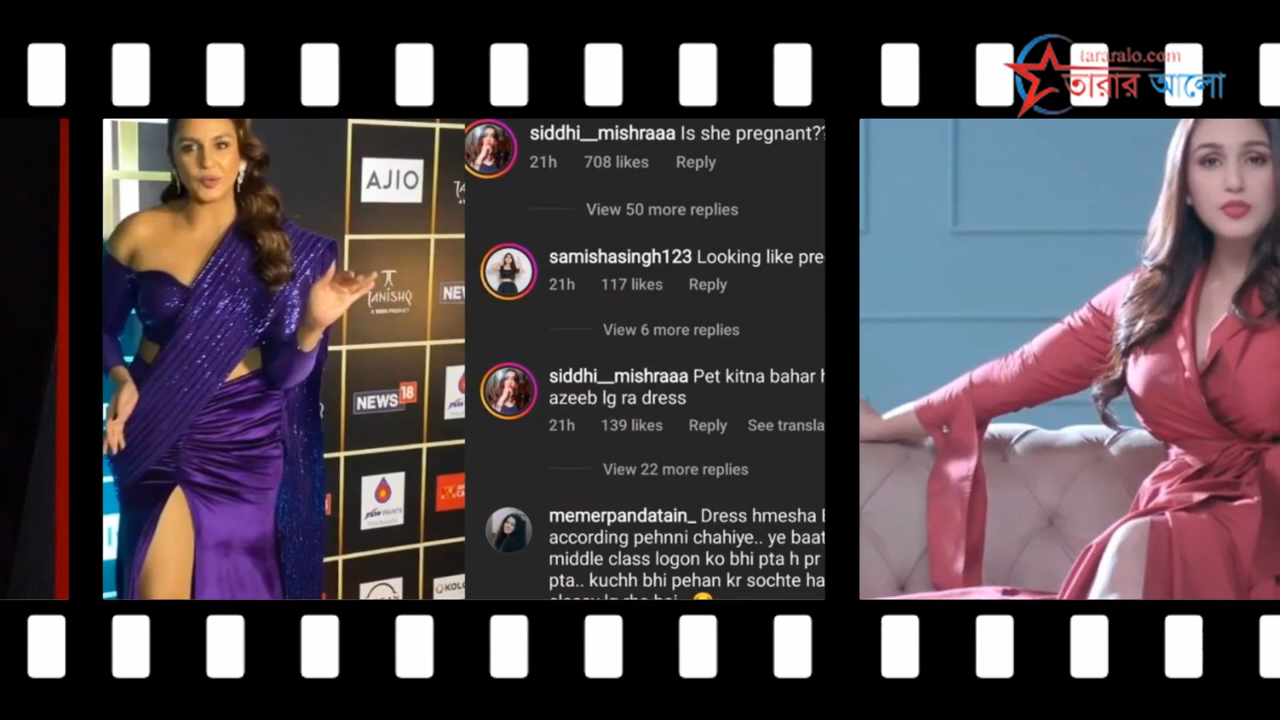 tararalo.com
তারার আলো
AJIO
TANISHQ
A TATA PRODUCT
NEWS18
siddhi__mishraaa Is she pregnant??
21h 708 likes Reply
View 50 more replies
samishasingh123 Looking like pre
21h 117 likes Reply
View 6 more replies
siddhi__mishraaa Pet kitna bahar h
azeeb lg ra dress
21h 139 likes Reply See transla
View 22 more replies
memerpandatain_ Dress hmesha
according pehnni chahiye.. ye baat
middle class logon ko bhi pta h pr
pta.. kuchh bhi pehan kr sochte ha